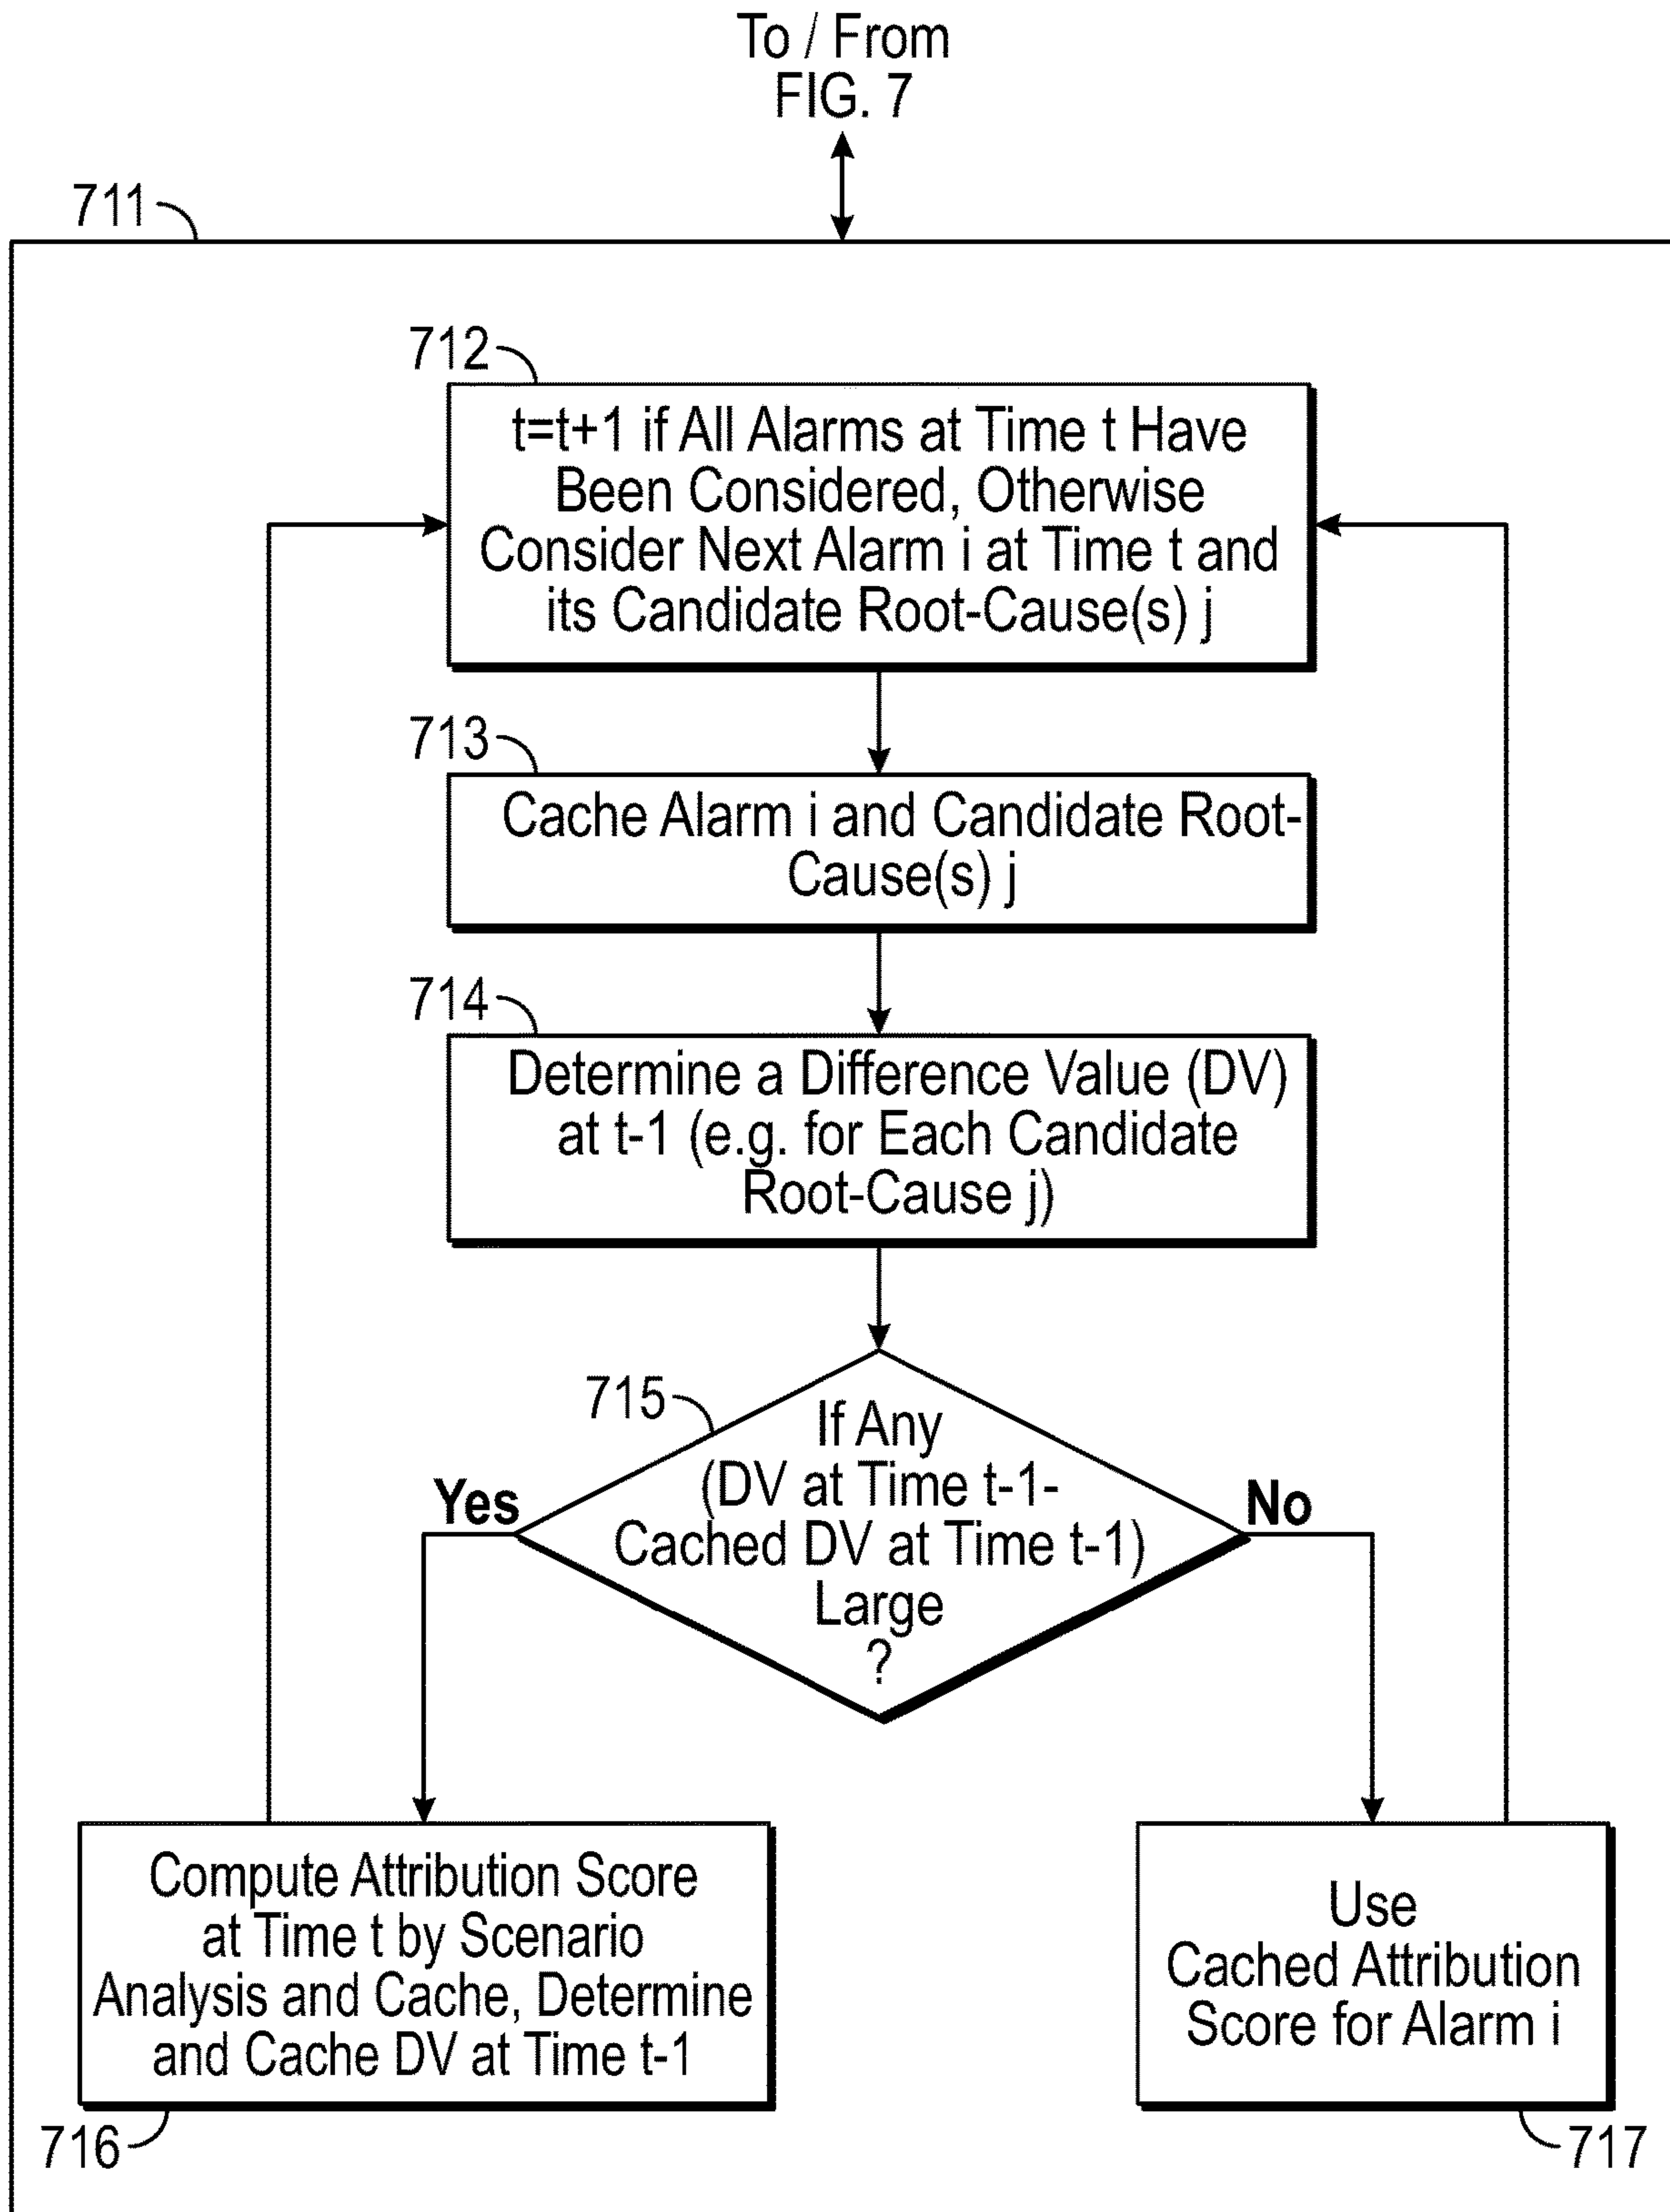 To / From
FIG. 7
711
712
t=t+1 if All Alarms at Time t Have
Been Considered, Otherwise
Consider Next Alarm i at Time t and
its Candidate Root-Cause(s) j
713
Cache Alarm i and Candidate Root-
Cause(s) j
714
Determine a Difference Value (DV)
at t-1 (e.g. for Each Candidate
Root-Cause j)
715
If Any
(DV at Time t-1-
Cached DV at Time t-1)
Large
?
Yes
No
Compute Attribution Score
at Time t by Scenario
Analysis and Cache, Determine
and Cache DV at Time t-1
716
Use
Cached Attribution
Score for Alarm i
717